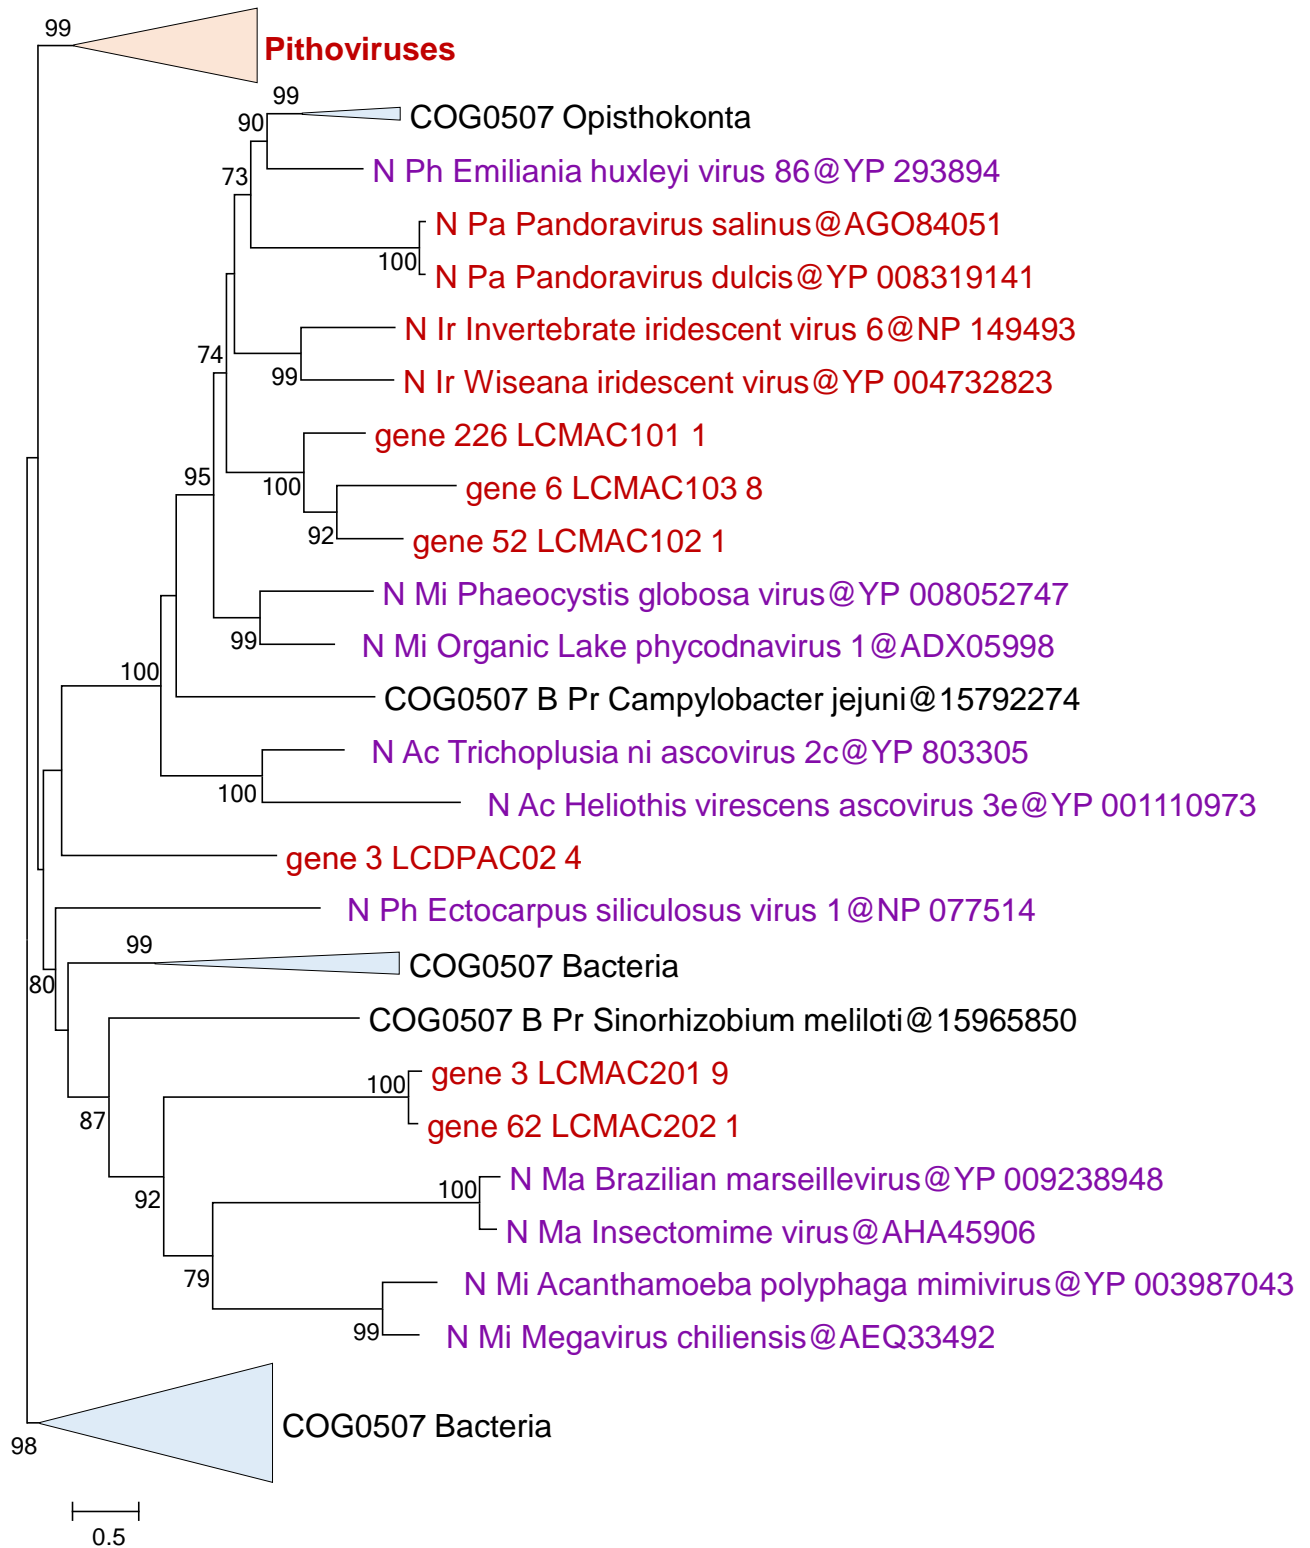 99
Pithoviruses
99
COG0507 Opisthokonta
90
N Ph Emiliania huxleyi virus 86@YP 293894
73
N Pa Pandoravirus salinus@AGO84051
100
N Pa Pandoravirus dulcis@YP 008319141
N Ir Invertebrate iridescent virus 6@NP 149493
74
99
N Ir Wiseana iridescent virus@YP 004732823
gene 226 LCMAC101 1
95
100
gene 6 LCMAC103 8
92
gene 52 LCMAC102 1
N Mi Phaeocystis globosa virus@YP 008052747
99
N Mi Organic Lake phycodnavirus 1@ADX05998
100
COG0507 B Pr Campylobacter jejuni@15792274
N Ac Trichoplusia ni ascovirus 2c@YP 803305
100
N Ac Heliothis virescens ascovirus 3e@YP 001110973
gene 3 LCDPAC02 4
N Ph Ectocarpus siliculosus virus 1@NP 077514
99
COG0507 Bacteria
80
COG0507 B Pr Sinorhizobium meliloti@15965850
100
gene 3 LCMAC201 9
87
gene 62 LCMAC202 1
92
100
N Ma Brazilian marseillevirus@YP 009238948
N Ma Insectomime virus@AHA45906
79
N Mi Acanthamoeba polyphaga mimivirus@YP 003987043
99
N Mi Megavirus chiliensis@AEQ33492
COG0507 Bacteria
98
0.5